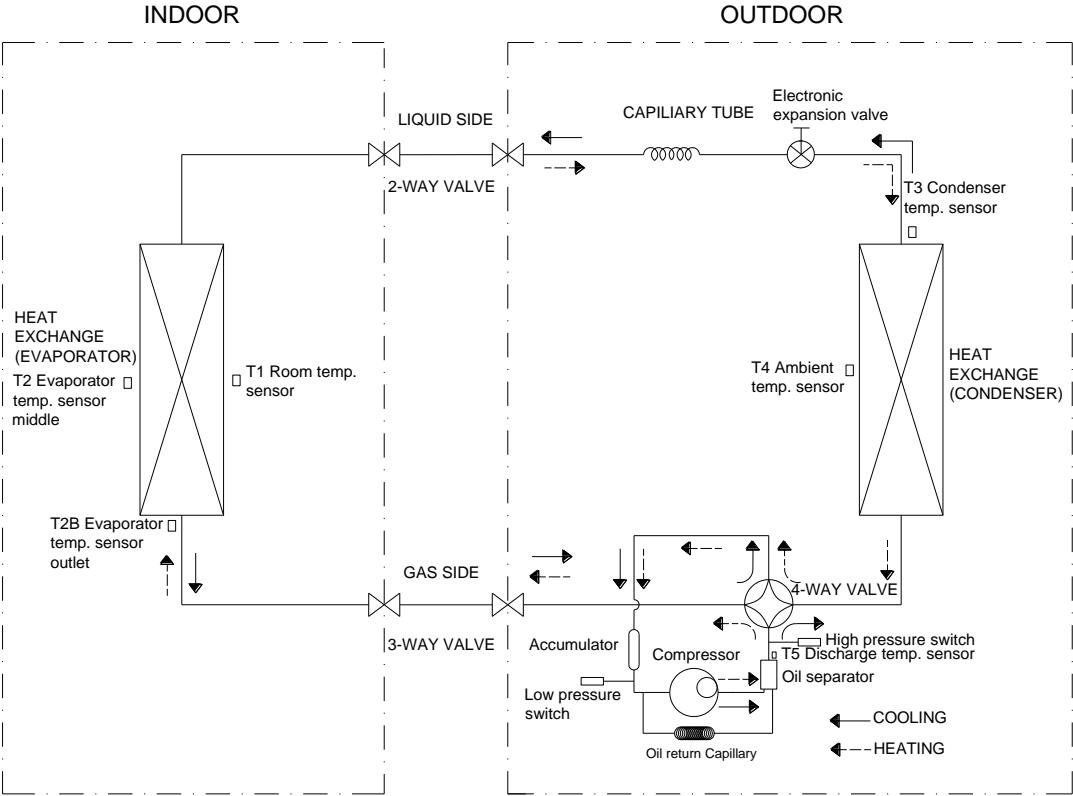 INDOOR
OUTDOOR
LIQUID SIDE
2-WAY VALVE
CAPILIARY TUBE
Electronic
expansion valve
T3 Condenser
temp. sensor
HEAT
EXCHANGE
(EVAPORATOR)
T2 Evaporator
temp. sensor
middle
T1 Room temp.
sensor
T4 Ambient
temp. sensor
HEAT
EXCHANGE
(CONDENSER)
T2B Evaporator
temp. sensor
outlet
GAS SIDE
3-WAY VALVE
4-WAY VALVE
Accumulator
Compressor
High pressure switch
T5 Discharge temp. sensor
Oil separator
Low pressure
switch
Oil return Capillary
COOLING
HEATING